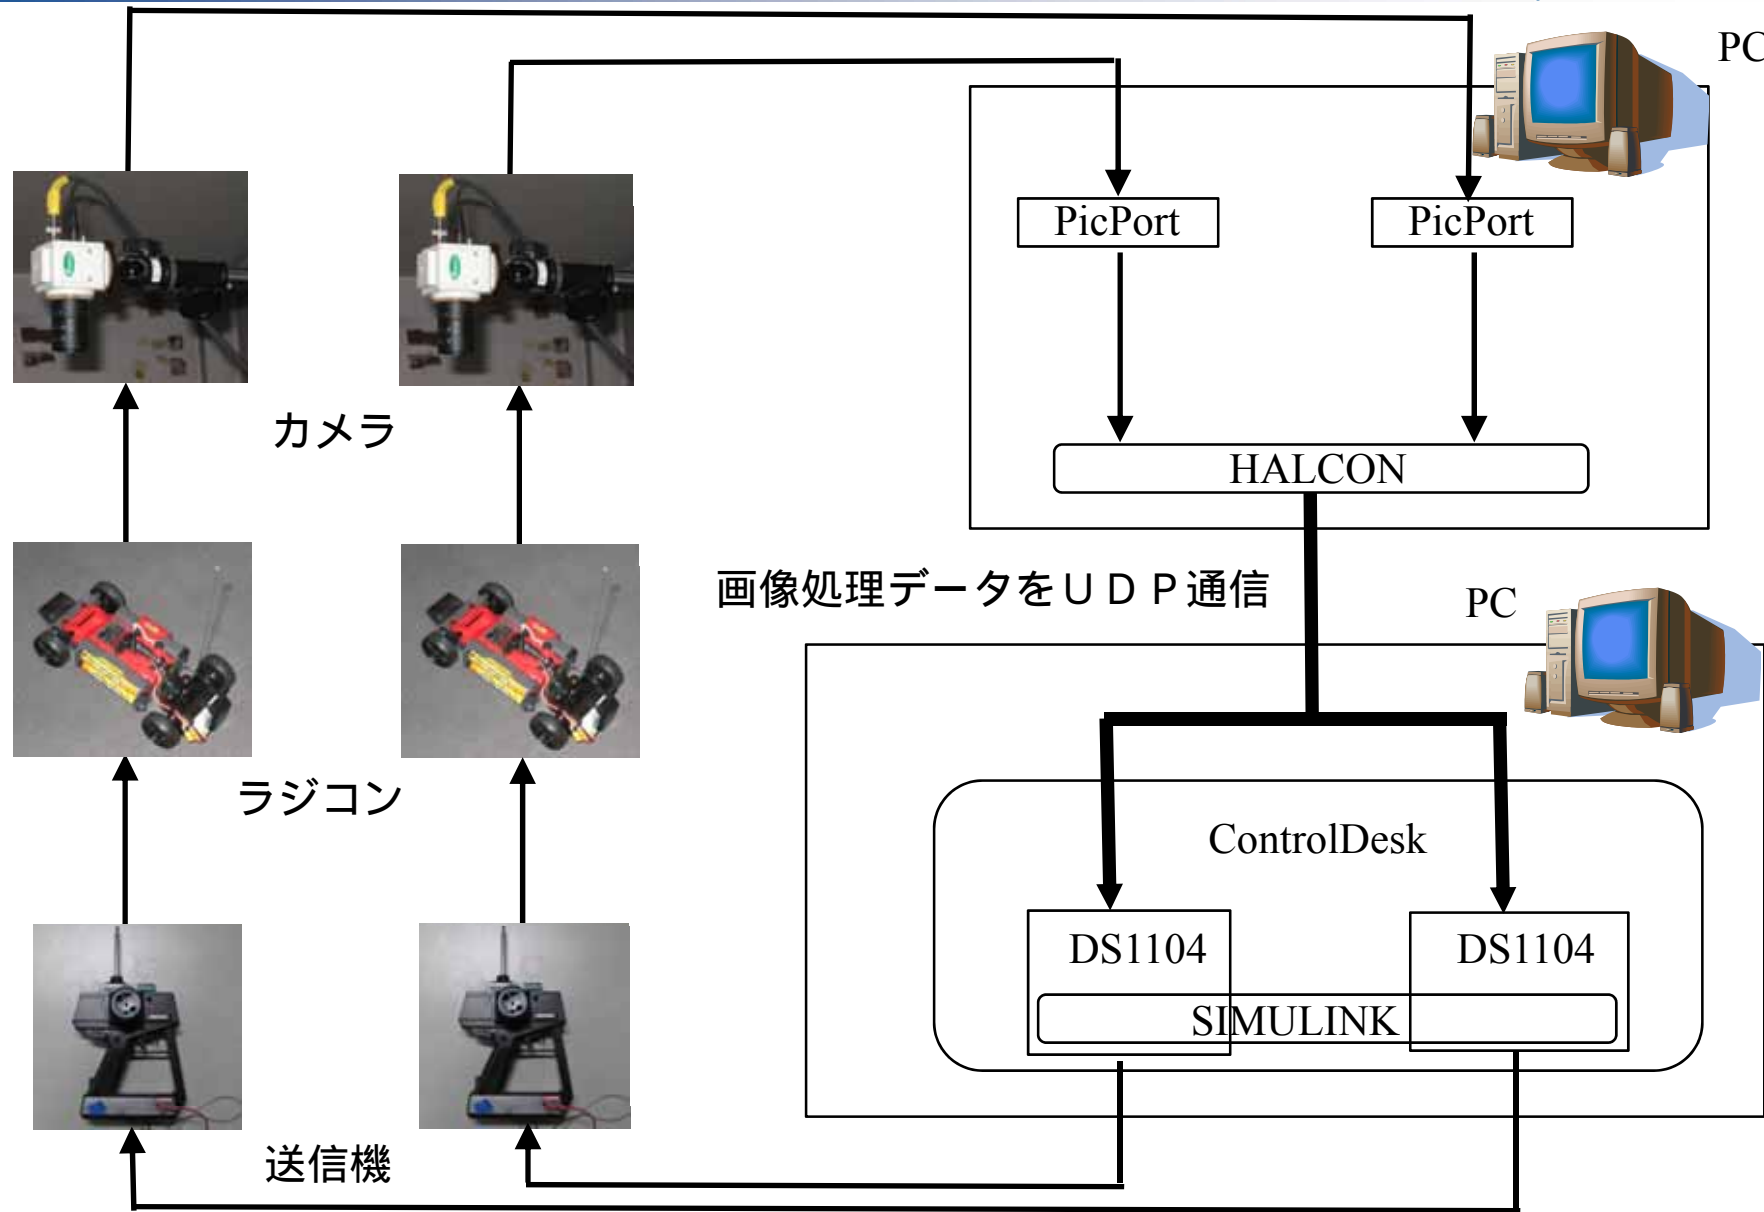 PC
PicPort
PicPort
カメラ
HALCON
画像処理データをＵＤＰ通信
PC
ラジコン
ControlDesk
DS1104
DS1104
SIMULINK
送信機